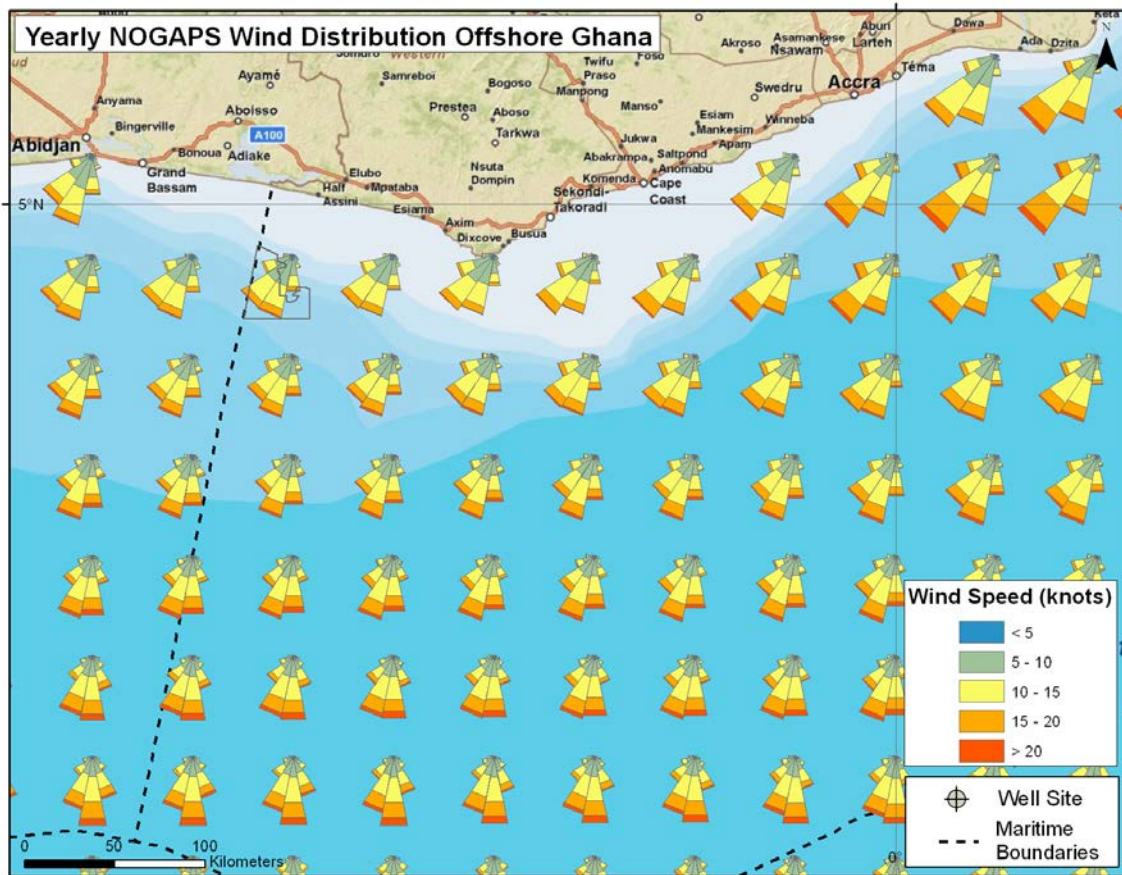 Yearly NOGAPS Wind Distribution Offshore Ghana
Keta
N
Dawa
Aburi
Larteh
Asamankese
Nsawam
Akroso
Ada
Dzita
Western
Foso
Twifu
Praso
Manpong
Samreboi
Bogoso
Ayamé
Téma
Accra
Swedru
Anyama
Aboisso
Prestea
Aboso
Manso
Tarkwa
Esiam
Mankesim
Winneba
Abidjan
Bingerville
A100
Bonoua
Adiake
Jukwa
Apam
Abakrampa
Saltpond
Anomabu
Grand
Bassam
Elubo
Mpataba
Half
Assini
Nsuta
Dompin
Komenda
Cape
Coast
Sekondi-
Takoradi
5°N
Esiama
Axim
Dixcove
Busua
Wind Speed (knots)
< 5
5 - 10
10 - 15
15 - 20
> 20
Well Site
Maritime
Boundaries
0 50 100
Kilometers
0°